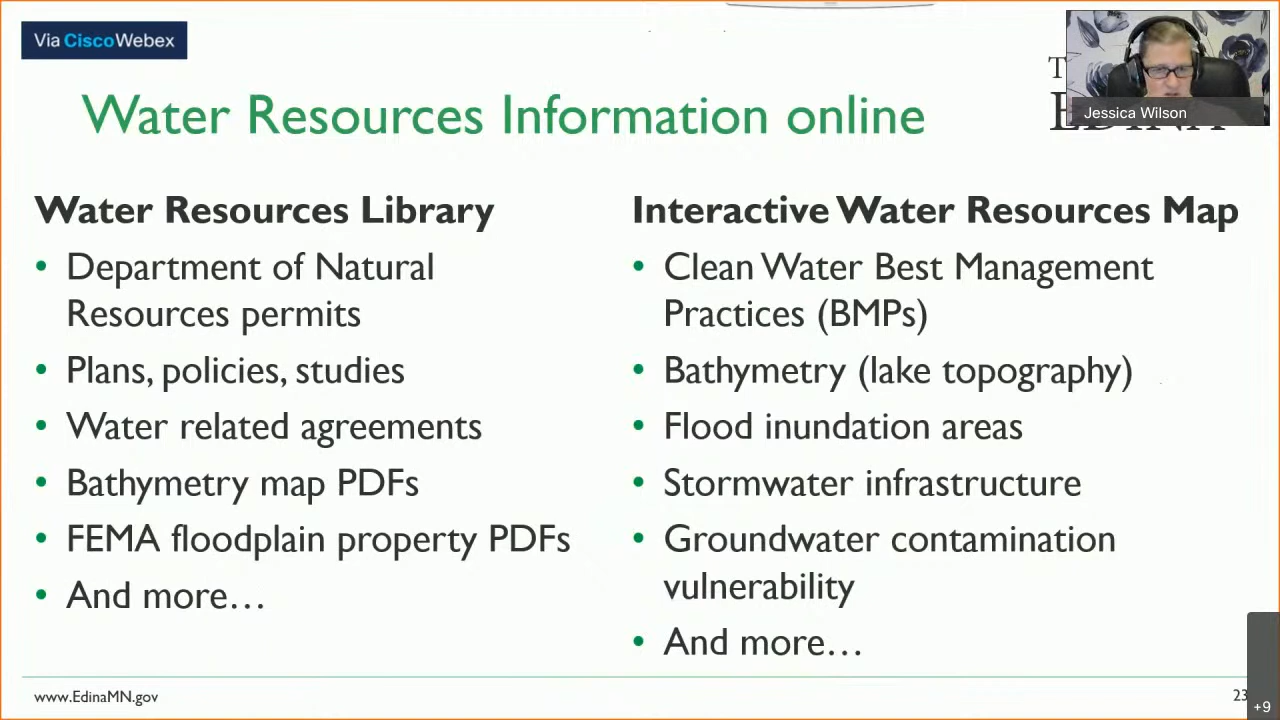 Via Cisco Webex
Jessica Wilson
Water Resources Information online
Water Resources Library
• Department of Natural
Resources permits
• Plans, policies, studies
• Water related agreements
• Bathymetry map PDFs
• FEMA floodplain property PDFs
• And more…
Interactive Water Resources Map
• Clean Water Best Management
Practices (BMPs)
• Bathymetry (lake topography)
• Flood inundation areas
• Stormwater infrastructure
• Groundwater contamination
vulnerability
• And more…
www.EdinaMN.gov
23
+9